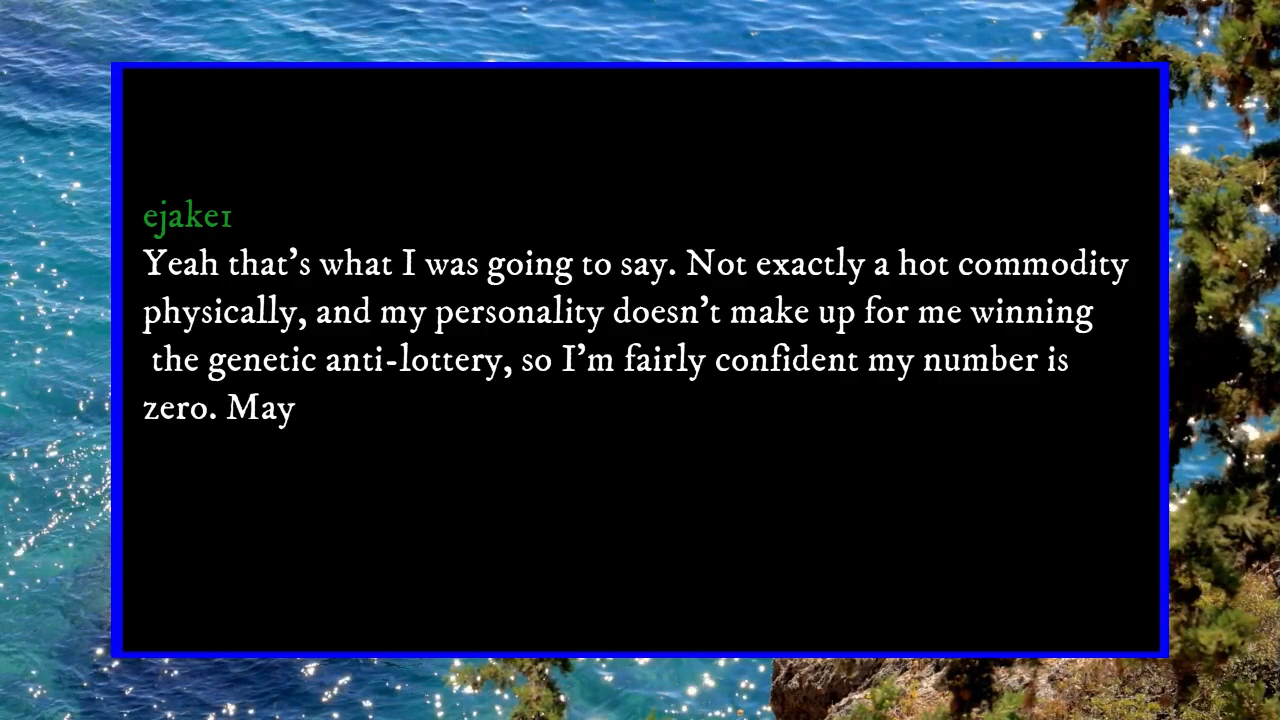 ejake1
Yeah that's what I was going to say. Not exactly a hot commodity
physically, and my personality doesn't make up for me winning
the genetic anti-lottery, so I'm fairly confident my number is
zero. May